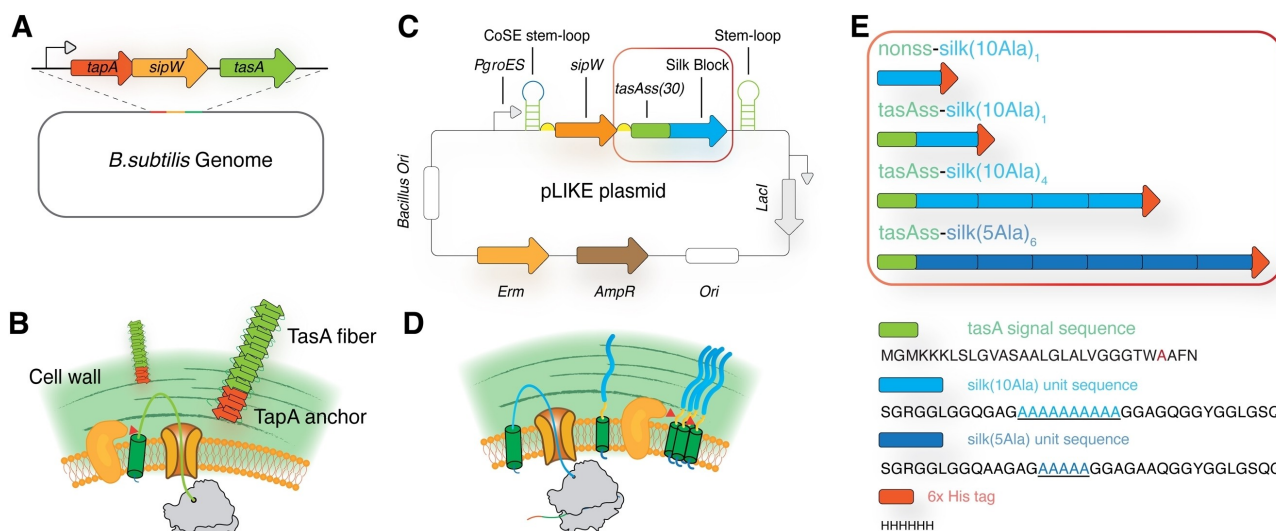 A
tapA
sipW
tasA
B.subtilis Genome
B
TasA fiber
Cell wall
TapA anchor
C
CoSE stem-loop
Stem-loop
PgroES
sipW
Silk Block
tasAss(30)
Bacillus Ori
pLIKE plasmid
LacI
Erm
AmpR
Ori
D
E
nonss-silk(10Ala)1
tasAss-silk(10Ala)1
tasAss-silk(10Ala)4
tasAss-silk(5Ala)6
tasA signal sequence
MGMKKKLSLGVASAALGLALVGGGTWAAFN
silk(10Ala) unit sequence
SGRGGLGGQGAGAAAAAAAAAAGGAGQGGYGGLGSQ
silk(5Ala) unit sequence
SGRGGLGGQAAGAGAAAAAGGAGAAQGGYGGLGSQ
6x His tag
HHHHHH